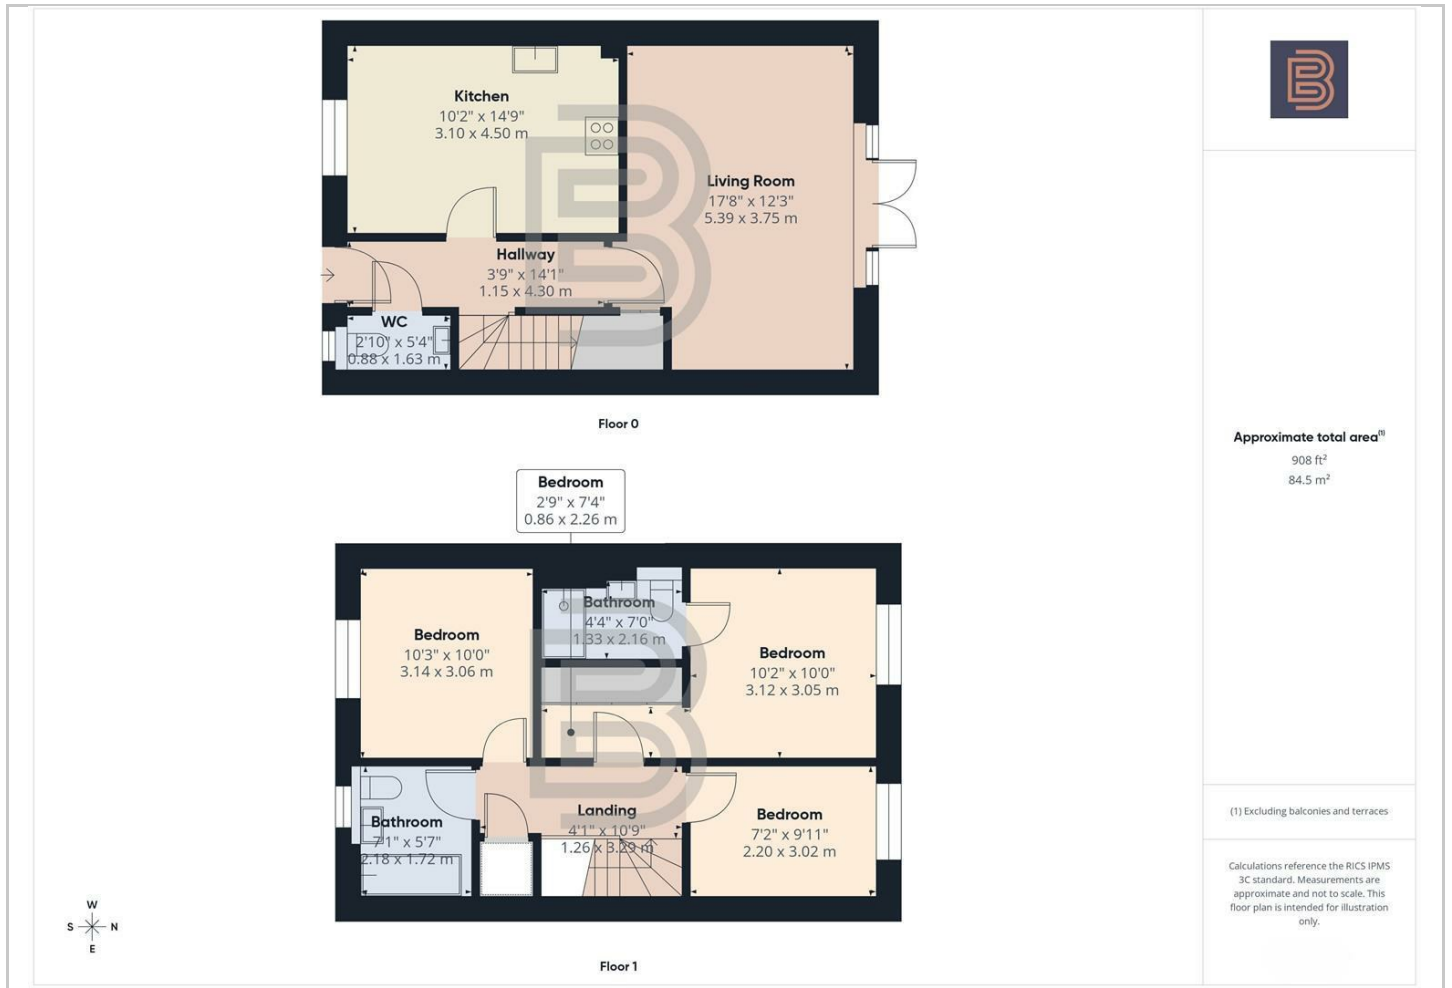 Kitchen
10'2" x 14'9"
3.10 x 4.50 m
Living Room
17'8" x 12'3"
5.39 x 3.75 m
Hallway
3'9" x 14'1"
1.15 x 4.30 m
WC
2'10" x 5'4"
0.88 x 1.63 m
Floor 0
Bedroom
2'9" x 7'4"
0.86 x 2.26 m
Bedroom
10'3" x 10'0"
3.14 x 3.06 m
Bathroom
4'4" x 7'0"
1.33 x 2.16 m
Bedroom
10'2" x 10'0"
3.12 x 3.05 m
Bathroom
7'1" x 5'7"
2.18 x 1.72 m
Landing
4'1" x 10'9"
1.26 x 3.29 m
Bedroom
7'2" x 9'11"
2.20 x 3.02 m
W
S N
E
Floor 1
B
Approximate total area(1)
908 ft²
84.5 m²
(1) Excluding balconies and terraces
Calculations reference the RICS IPMS
3C standard. Measurements are
approximate and not to scale. This
floor plan is intended for illustration
only.